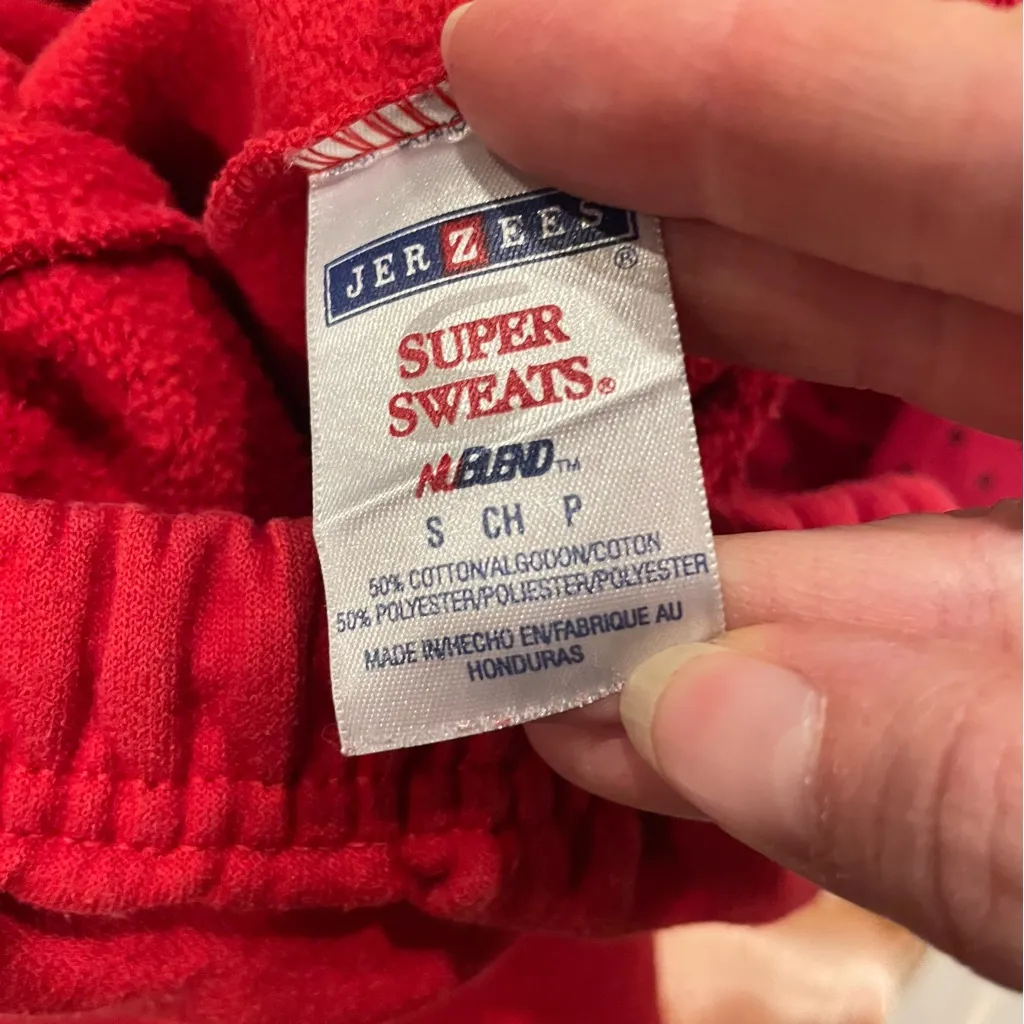 JERZEES
®
SUPER
SWEATS®
NUBLEND™
S CH P
50% COTTON/ALGODON/COTON
50% POLYESTER/POLIESTER/POLYESTER
MADE IN/HECHO EN/FABRIQUE AU
HONDURAS